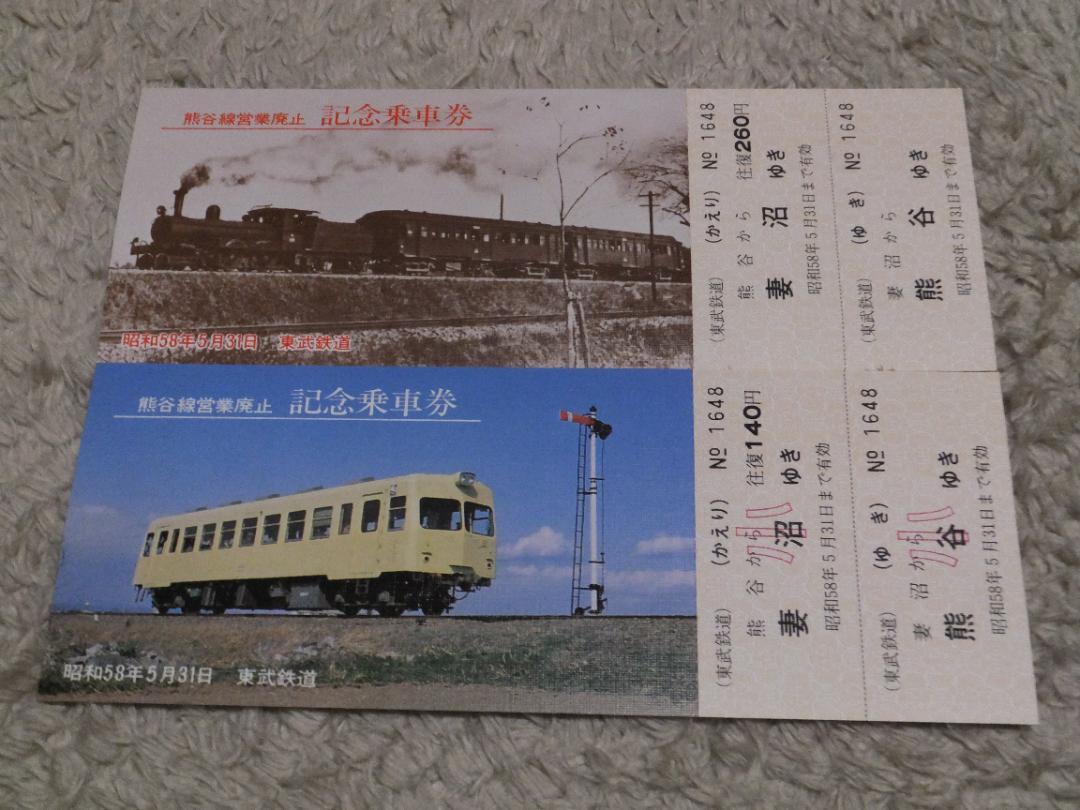 熊谷線営業廃止 記念乗車券
昭和58年5月31日 東武鉄道
(東武鉄道) (かえり) № 1648
熊谷から 往復260円
妻沼ゆき
昭和58年5月31日まで有効
(東武鉄道) (ゆき) № 1648
妻沼から
熊谷ゆき
昭和58年5月31日まで有効
熊谷線営業廃止 記念乗車券
昭和58年5月31日 東武鉄道
(東武鉄道) (かえり) № 1648
熊谷から 往復140円
妻沼ゆき
小
昭和58年5月31日まで有効
(東武鉄道) (ゆき) № 1648
妻沼から
熊谷ゆき
小
昭和58年5月31日まで有効